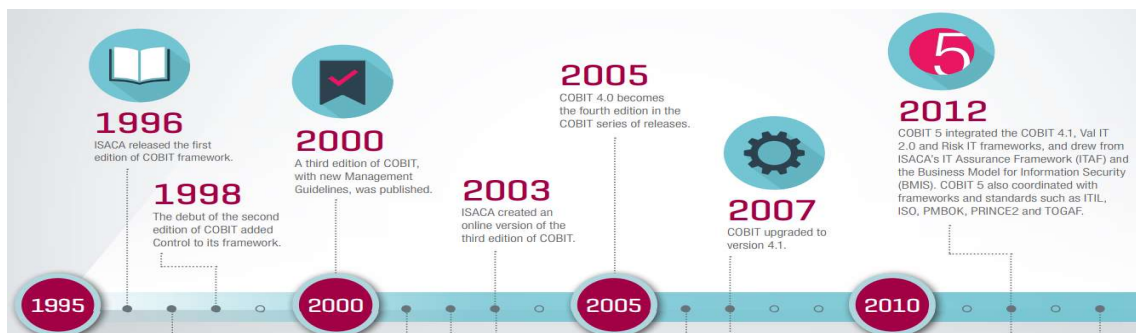 1996
ISACA released the first
edition of COBIT framework.
1998
The debut of the second
edition of COBIT added
Control to its framework.
2000
A third edition of COBIT,
with new Management
Guidelines, was published.
2003
ISACA created an
online version of the
third edition of COBIT.
2005
COBIT 4.0 becomes
the fourth edition in the
COBIT series of releases.
2007
COBIT upgraded to
version 4.1.
5
2012
COBIT 5 integrated the COBIT 4.1, Val IT
2.0 and Risk IT frameworks, and drew from
ISACA's IT Assurance Framework (ITAF) and
the Business Model for Information Security
(BMIS). COBIT 5 also coordinated with
frameworks and standards such as ITIL,
ISO, PMBOK, PRINCE2 and TOGAF.
1995
2000
2005
2010